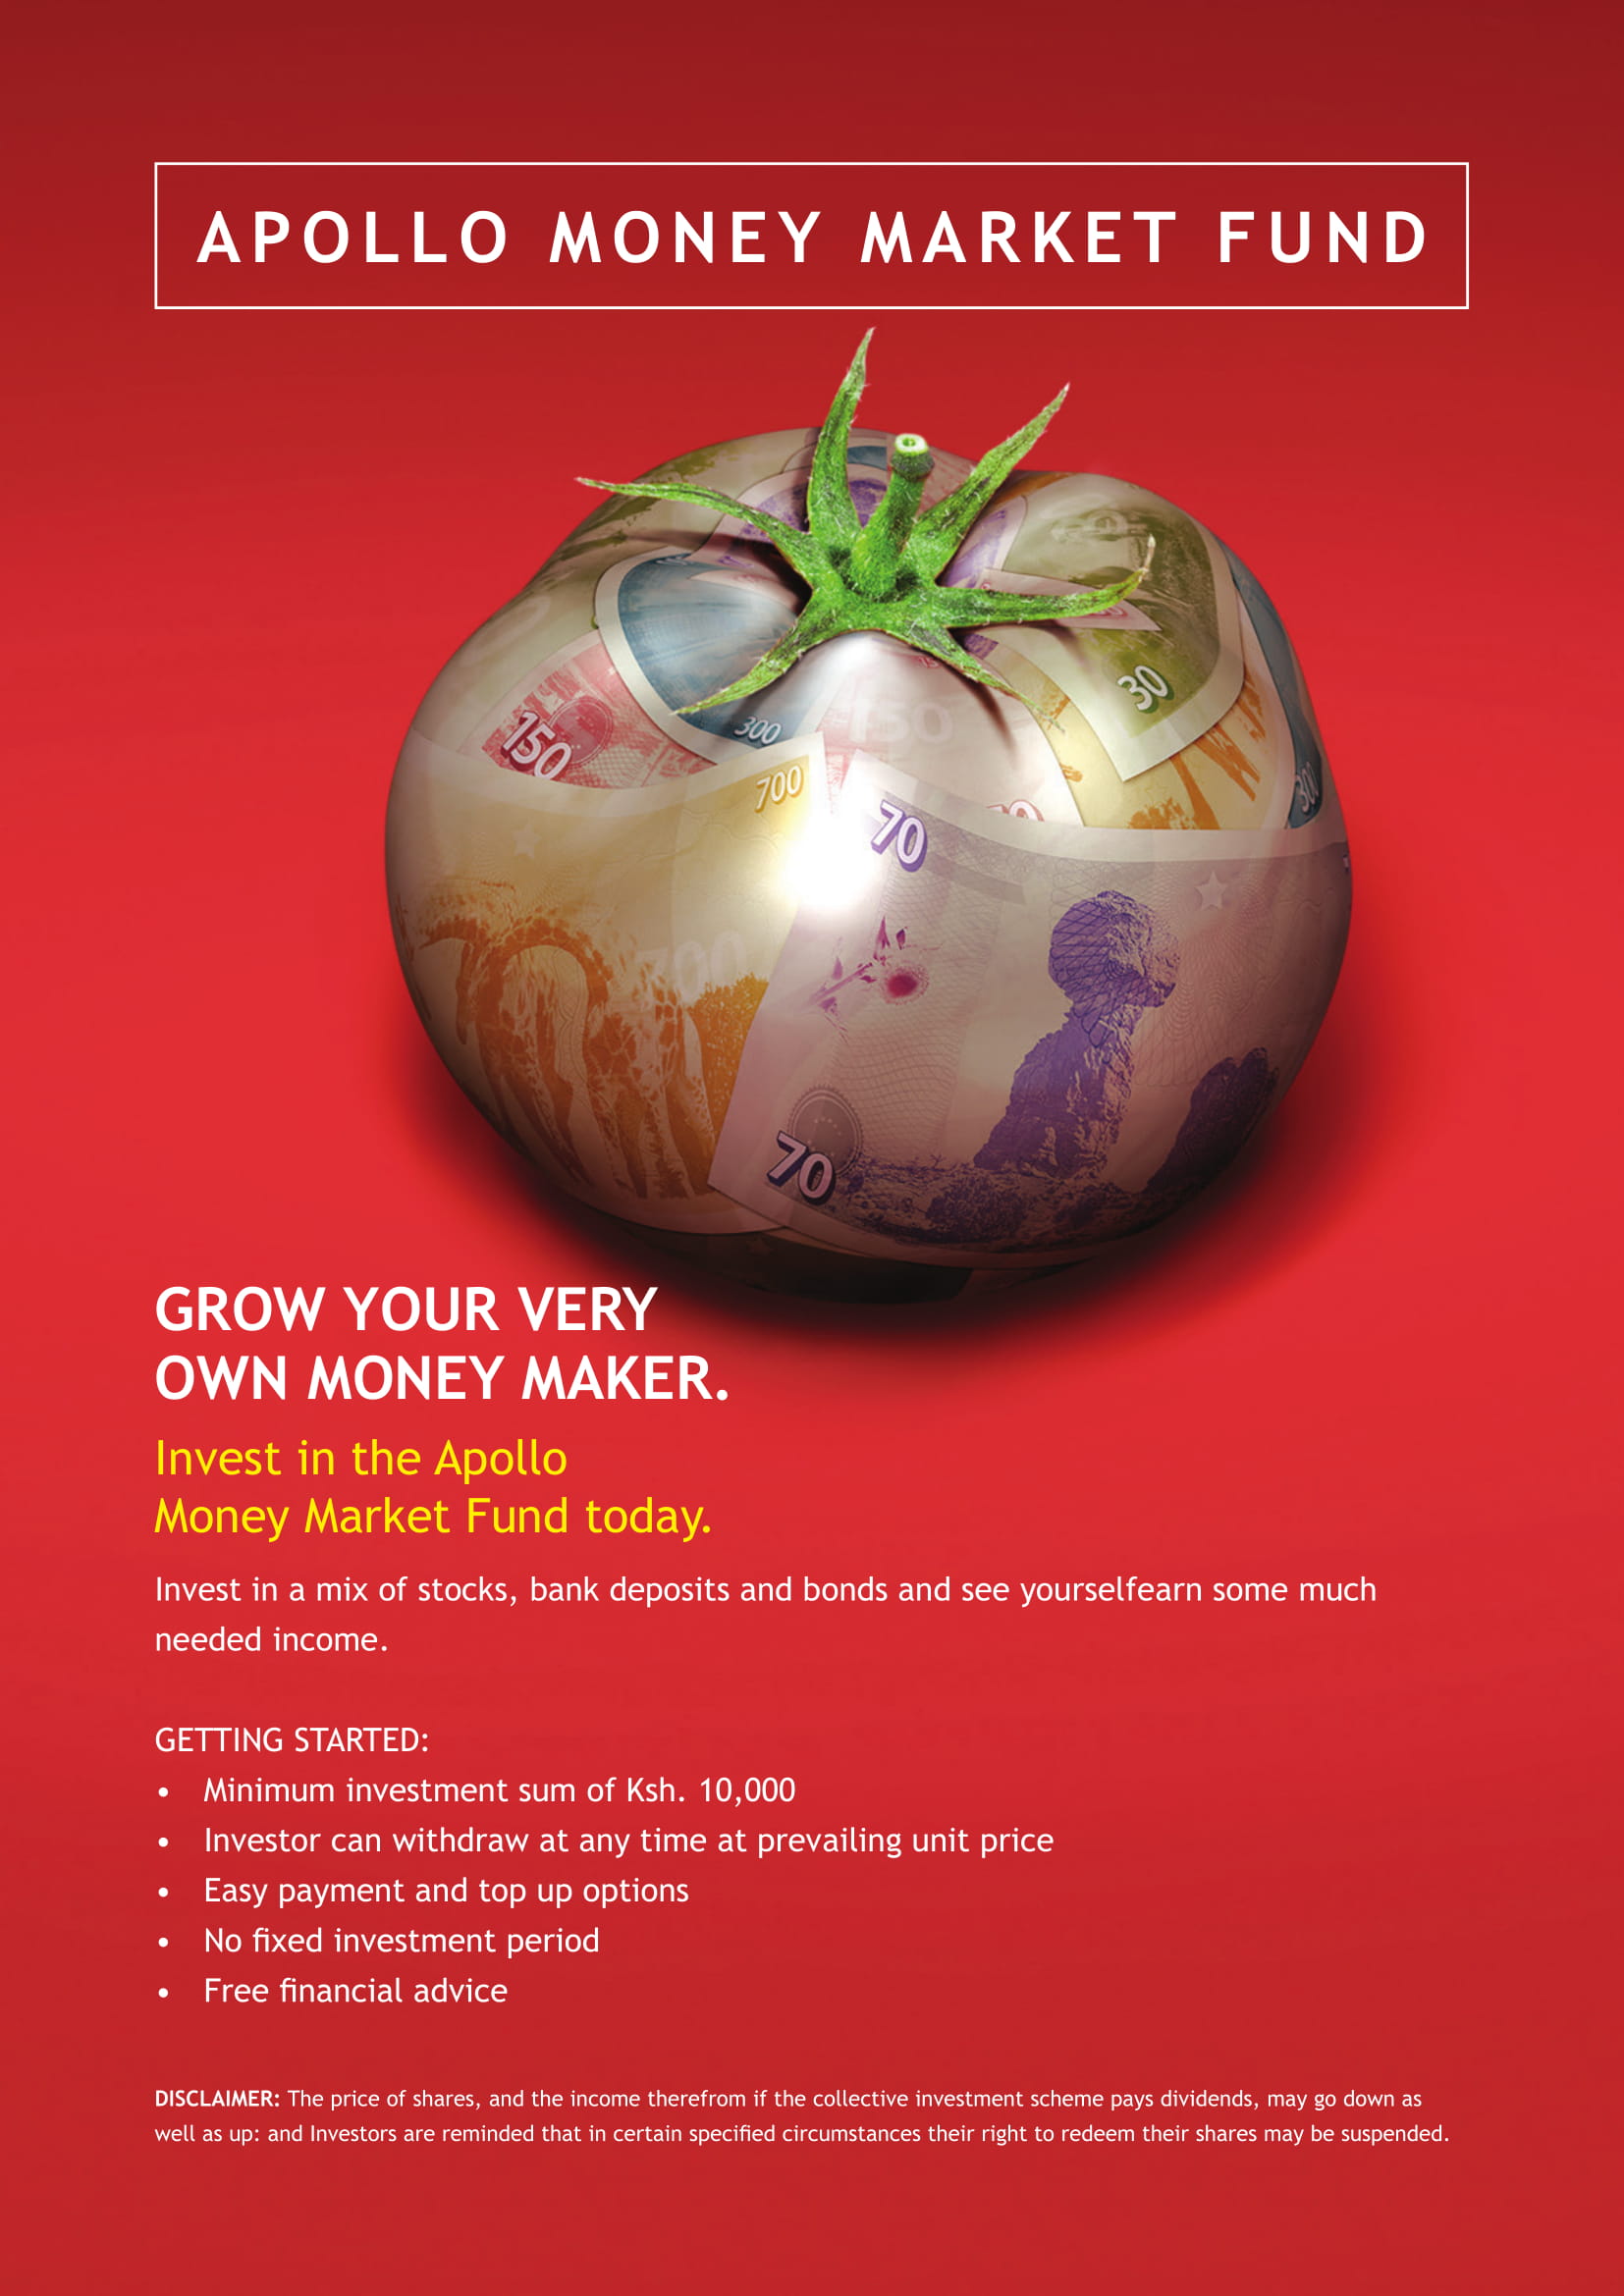 APOLLO MONEY MARKET FUND
30
150
300
150
700
300
70
700
70
GROW YOUR VERY
OWN MONEY MAKER.
Invest in the Apollo
Money Market Fund today.
Invest in a mix of stocks, bank deposits and bonds and see yourselfearn some much
needed income.
GETTING STARTED:
• Minimum investment sum of Ksh. 10,000
• Investor can withdraw at any time at prevailing unit price
• Easy payment and top up options
• No fixed investment period
• Free financial advice
DISCLAIMER: The price of shares, and the income therefrom if the collective investment scheme pays dividends, may go down as
well as up: and Investors are reminded that in certain specified circumstances their right to redeem their shares may be suspended.